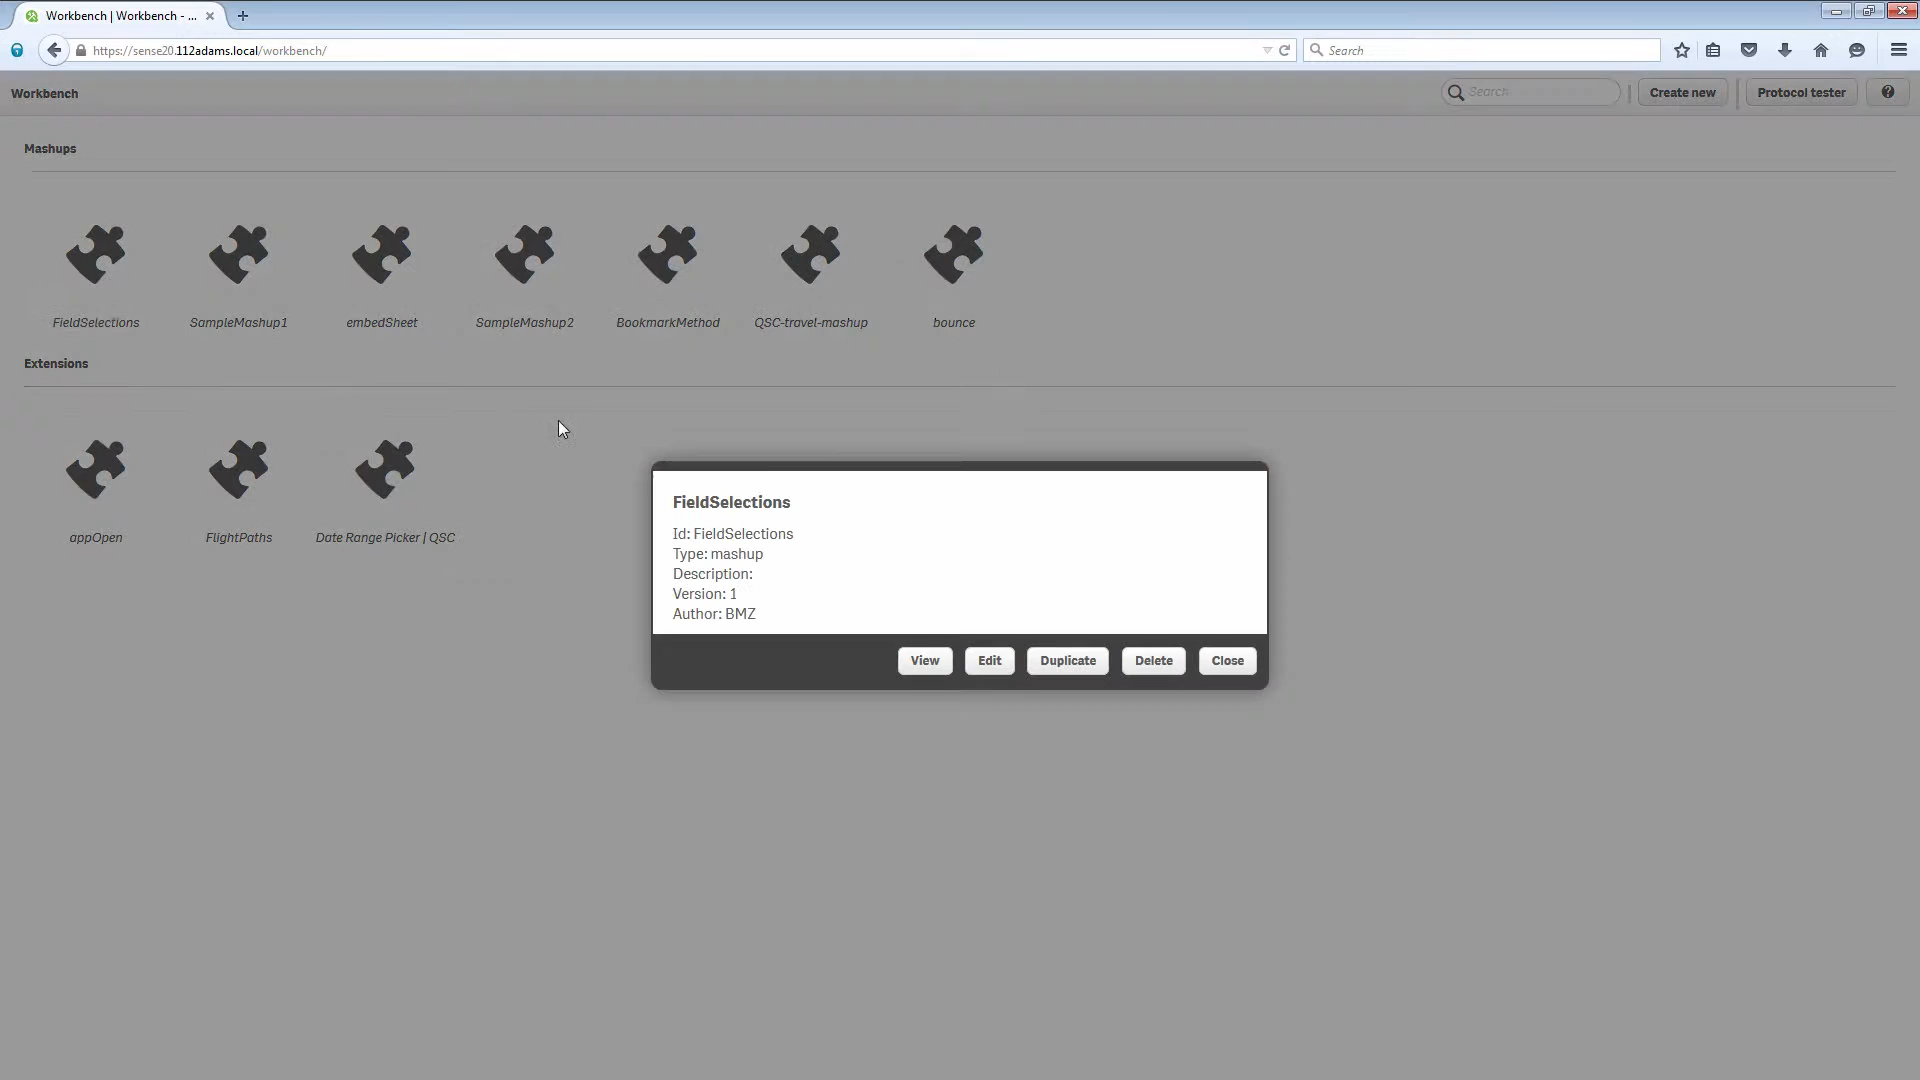 Workbench | Workbench - ...
https://sense20.112adams.local/workbench/
Search
Workbench
Search
Create new
Protocol tester
?
Mashups
FieldSelections
SampleMashup1
embedSheet
SampleMashup2
BookmarkMethod
QSC-travel-mashup
bounce
Extensions
appOpen
FlightPaths
Date Range Picker | QSC
FieldSelections
Id: FieldSelections
Type: mashup
Description:
Version: 1
Author: BMZ
View
Edit
Duplicate
Delete
Close